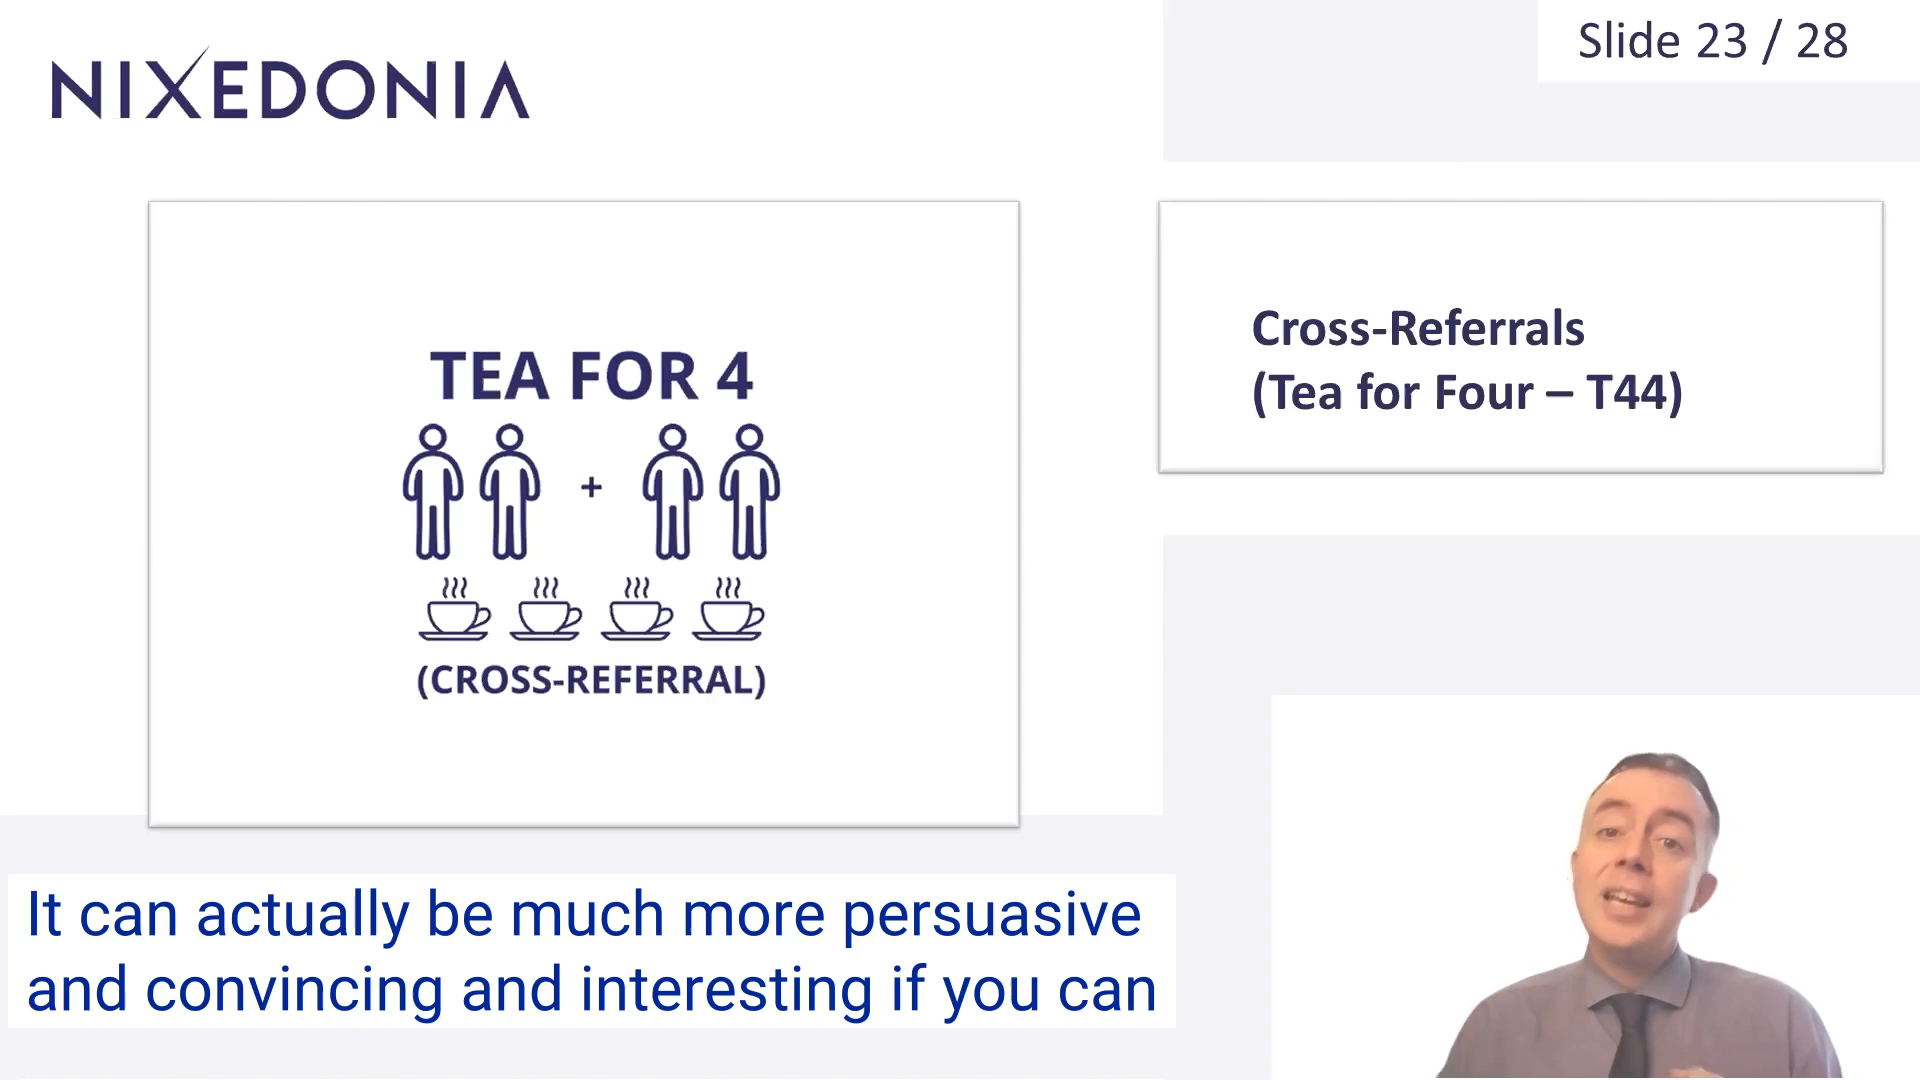 NIXEDONIA
Slide 23 / 28
TEA FOR 4
+
(CROSS-REFERRAL)
Cross-Referrals
(Tea for Four – T44)
It can actually be much more persuasive
and convincing and interesting if you can